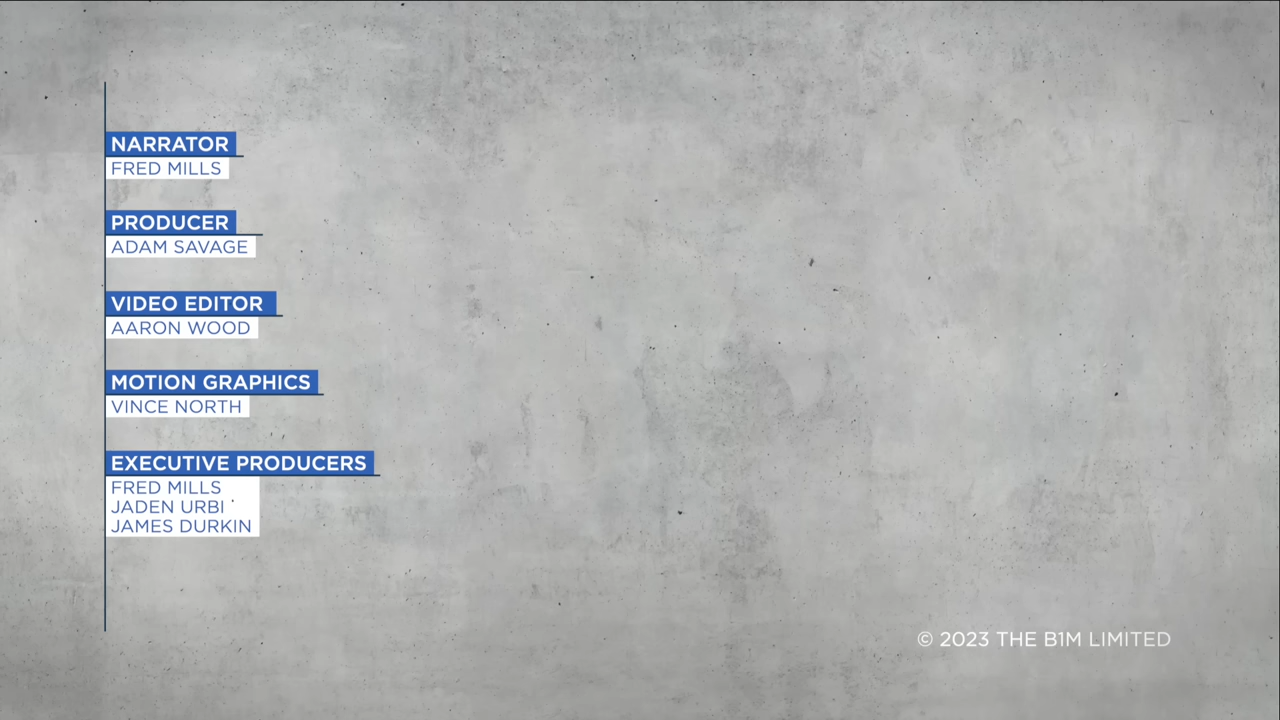 NARRATOR
FRED MILLS
PRODUCER
ADAM SAVAGE
VIDEO EDITOR
AARON WOOD
MOTION GRAPHICS
VINCE NORTH
EXECUTIVE PRODUCERS
FRED MILLS
JADEN URBI
JAMES DURKIN
© 2023 THE B1M LIMITED